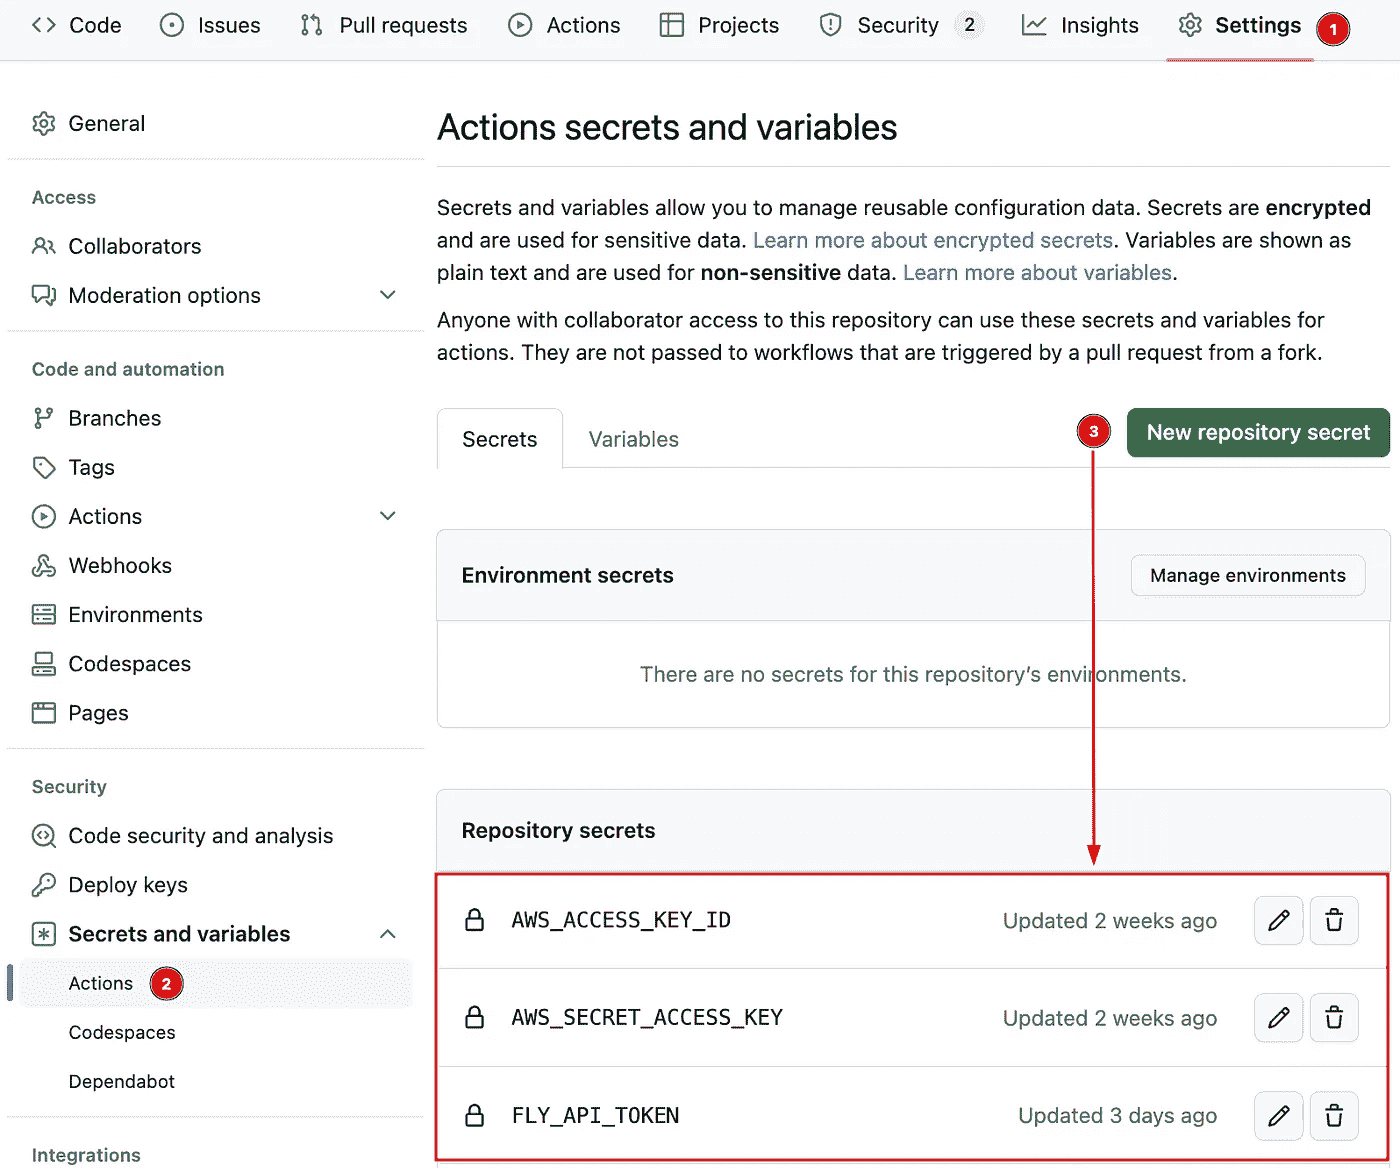 Code
Issues
Pull requests
Actions
Projects
Security 2
Insights
Settings 1
General
Access
Collaborators
Moderation options
Code and automation
Branches
Tags
Actions
Webhooks
Environments
Codespaces
Pages
Security
Code security and analysis
Deploy keys
Secrets and variables
Actions 2
Codespaces
Dependabot
Integrations
Actions secrets and variables
Secrets and variables allow you to manage reusable configuration data. Secrets are encrypted
and are used for sensitive data. Learn more about encrypted secrets. Variables are shown as
plain text and are used for non-sensitive data. Learn more about variables.
Anyone with collaborator access to this repository can use these secrets and variables for
actions. They are not passed to workflows that are triggered by a pull request from a fork.
Secrets
Variables
3
New repository secret
Environment secrets
Manage environments
There are no secrets for this repository’s environments.
Repository secrets
AWS_ACCESS_KEY_ID Updated 2 weeks ago
AWS_SECRET_ACCESS_KEY Updated 2 weeks ago
FLY_API_TOKEN Updated 3 days ago